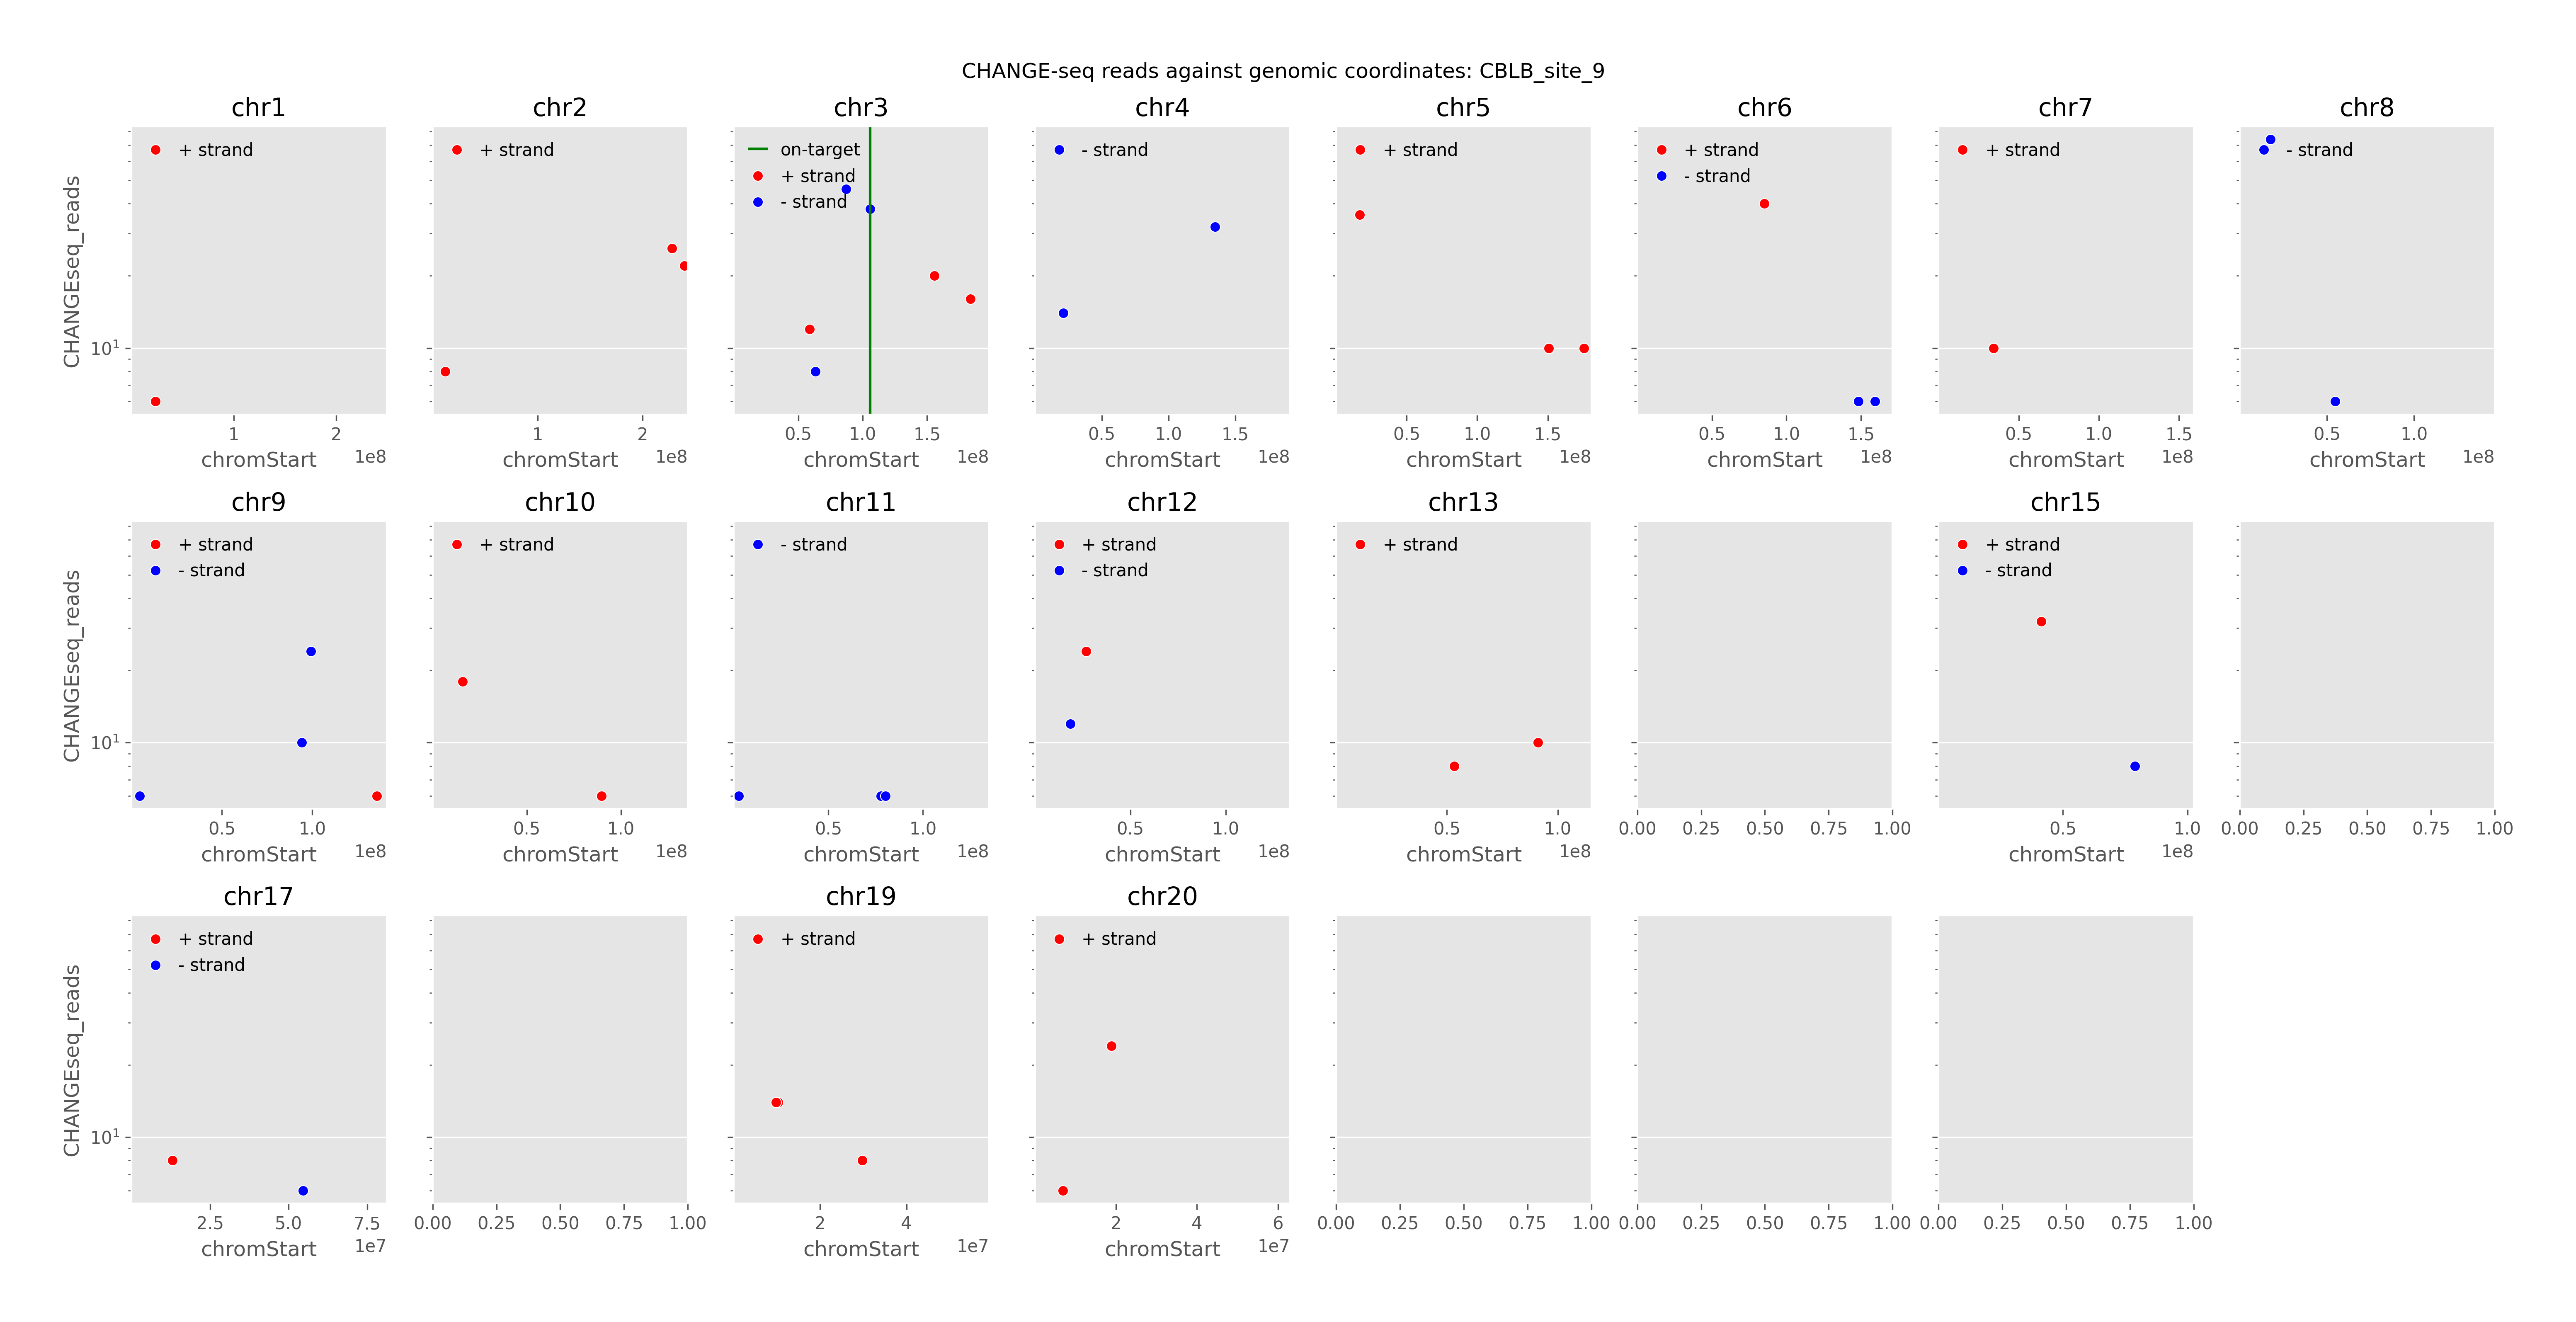 CHANGE-seq reads against genomic coordinates: CBLB_site_9
chr1 chr2 chr3 chr4 chr5 chr6 chr7 chr8
+ strand + strand on-target - strand + strand + strand + strand - strand
+ strand - strand
- strand
CHANGEseq_reads
10¹
1 2 1 2 0.5 1.0 1.5 0.5 1.0 1.5 0.5 1.0 1.5 0.5 1.0 1.5 0.5 1.0 1.5 0.5 1.0
chromStart 1e8 chromStart 1e8 chromStart 1e8 chromStart 1e8 chromStart 1e8 chromStart 1e8 chromStart 1e8 chromStart 1e8
chr9 chr10 chr11 chr12 chr13 chr15
+ strand + strand - strand + strand + strand + strand
- strand - strand - strand
CHANGEseq_reads
10¹
0.5 1.0 0.5 1.0 0.5 1.0 0.5 1.0 0.5 1.0 0.00 0.25 0.50 0.75 1.00 0.5 1.0 0.00 0.25 0.50 0.75 1.00
chromStart 1e8 chromStart 1e8 chromStart 1e8 chromStart 1e8 chromStart 1e8 chromStart 1e8
chr17 chr19 chr20
+ strand + strand + strand
- strand
CHANGEseq_reads
10¹
2.5 5.0 7.5 0.00 0.25 0.50 0.75 1.00 2 4 2 4 6 0.00 0.25 0.50 0.75 1.00 0.00 0.25 0.50 0.75 1.00 0.00 0.25 0.50 0.75 1.00
chromStart 1e7 chromStart 1e7 chromStart 1e7